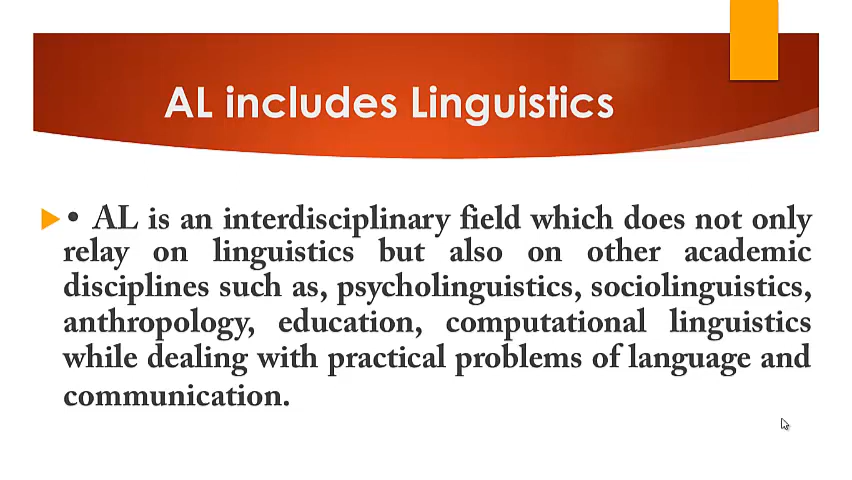 AL includes Linguistics
• AL is an interdisciplinary field which does not only
relay on linguistics but also on other academic
disciplines such as, psycholinguistics, sociolinguistics,
anthropology, education, computational linguistics
while dealing with practical problems of language and
communication.